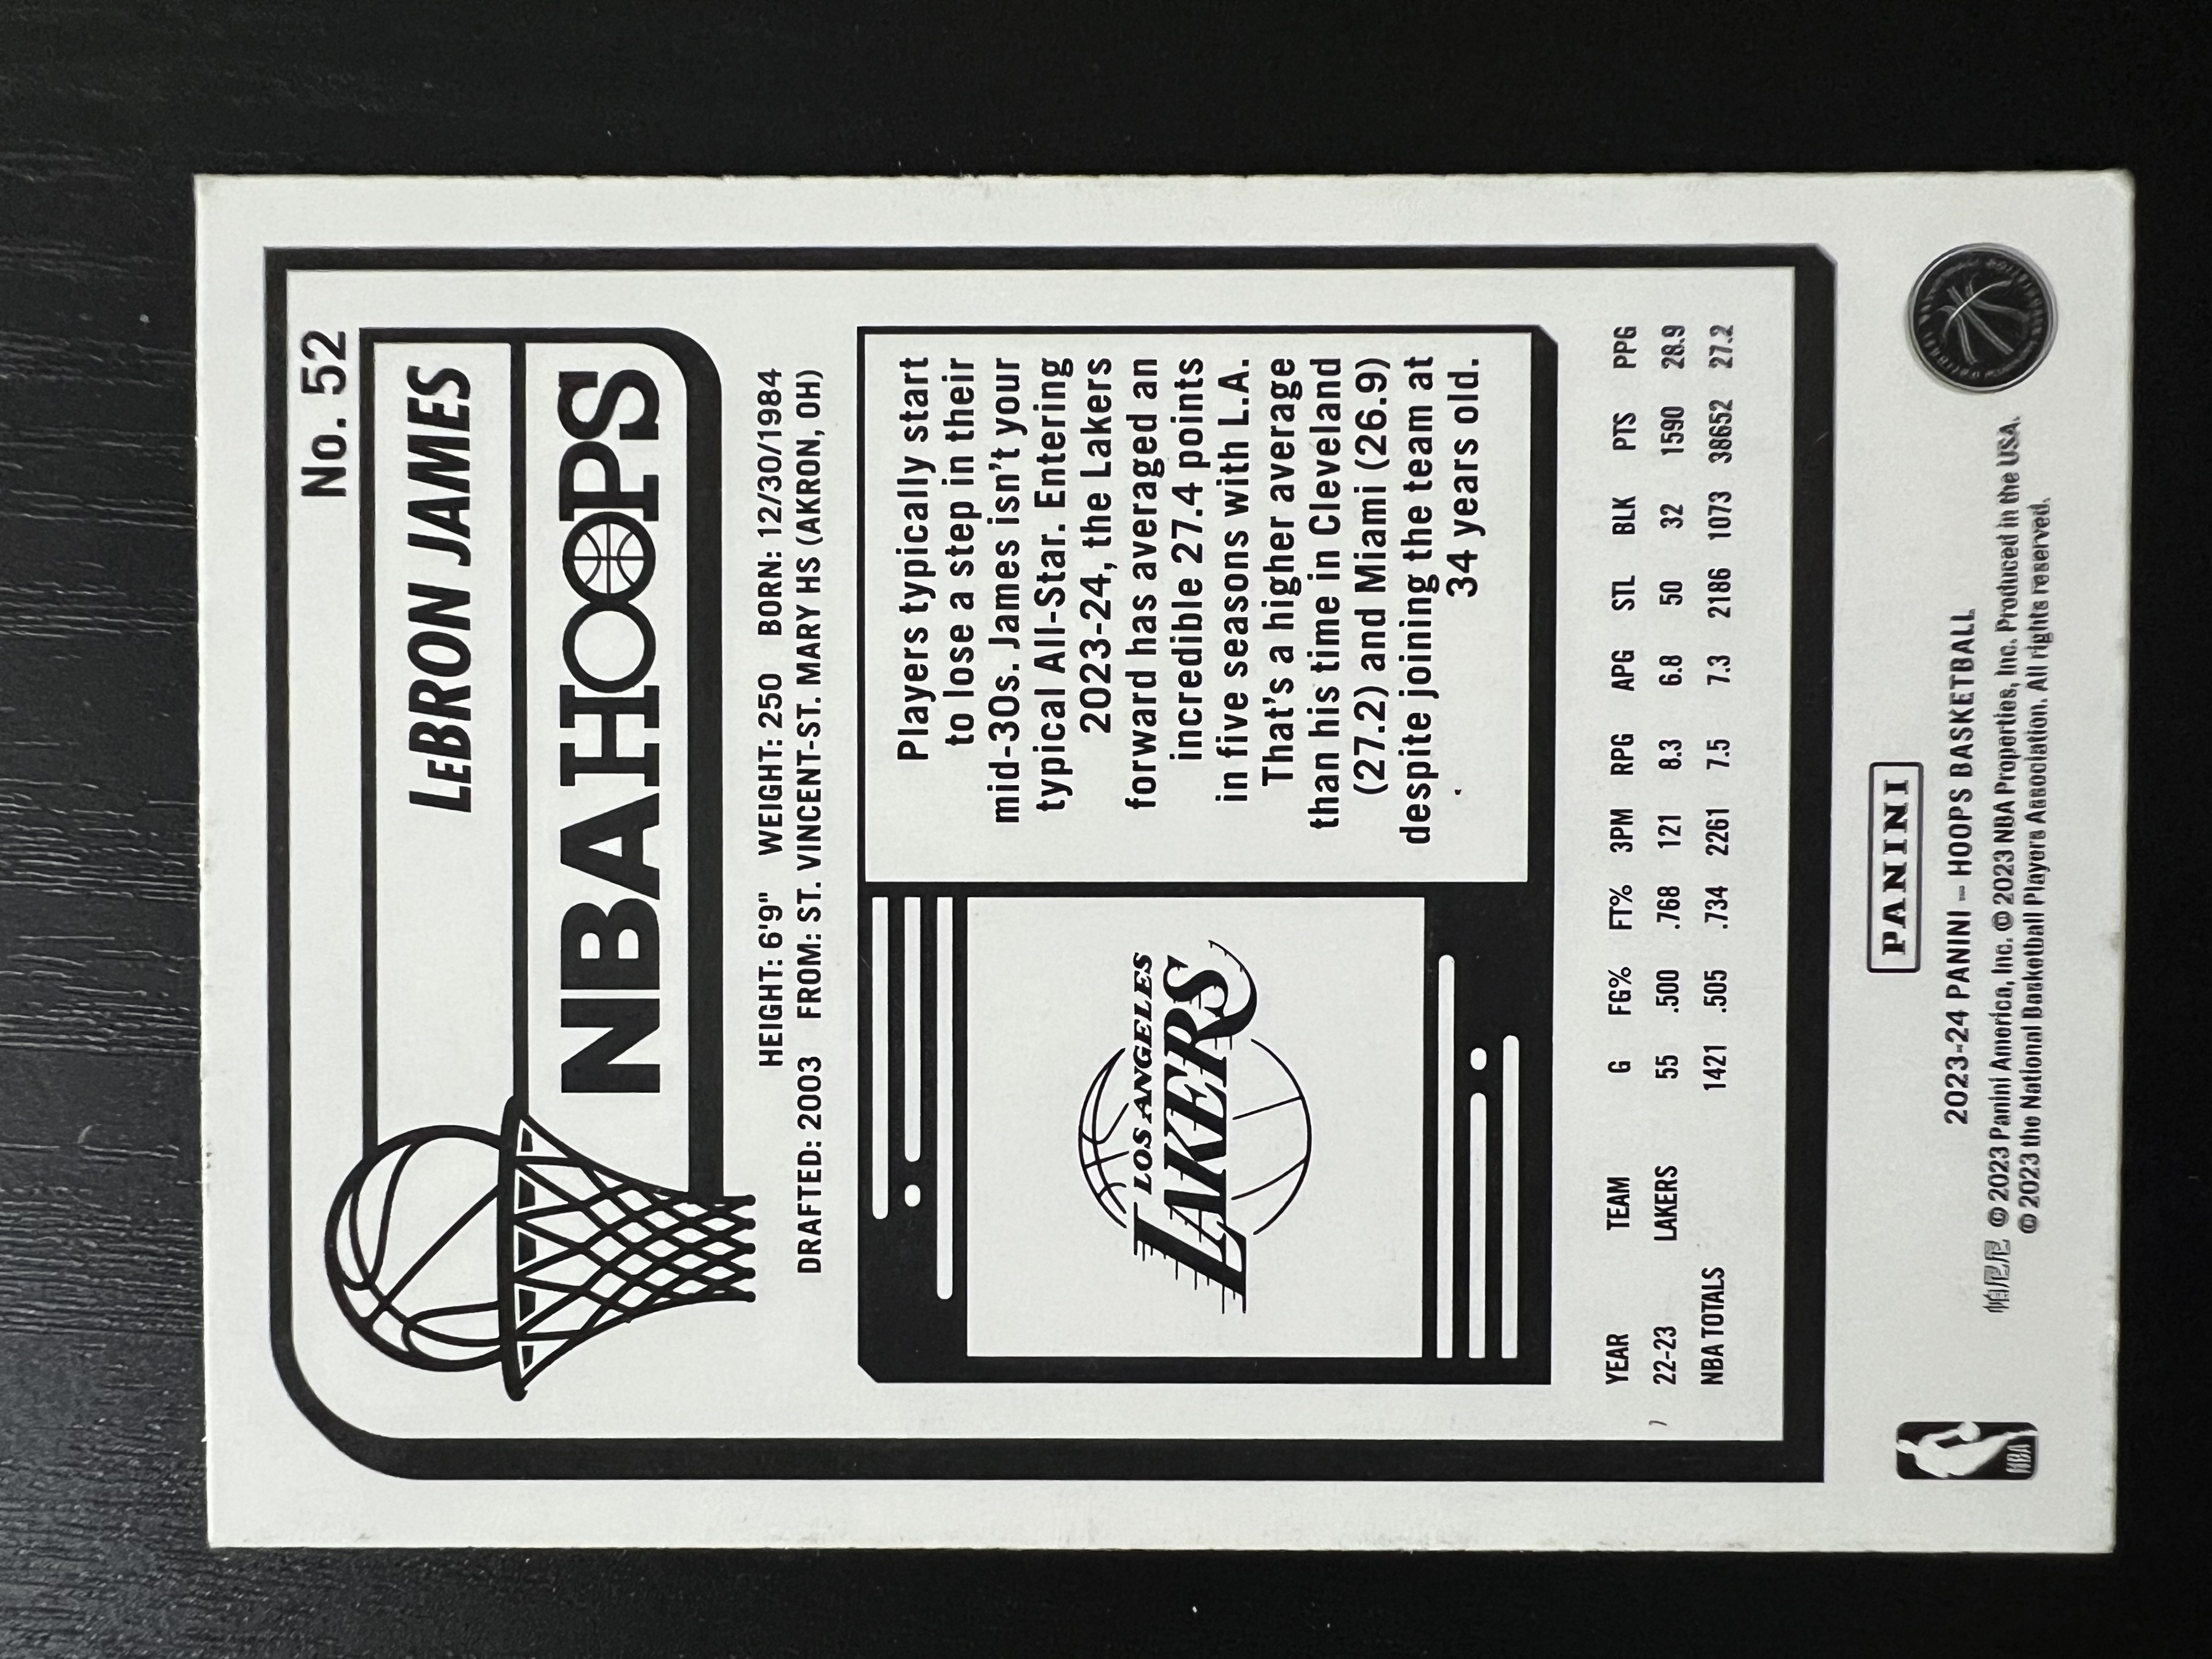 No. 52
LeBRON JAMES
NBA HOOPS
HEIGHT: 6'9" WEIGHT: 250 BORN: 12/30/1984
DRAFTED: 2003 FROM: ST. VINCENT-ST. MARY HS (AKRON, OH)
LOS ANGELES
LAKERS
Players typically start
to lose a step in their
mid-30s. James isn't your
typical All-Star. Entering
2023-24, the Lakers
forward has averaged an
incredible 27.4 points
in five seasons with L.A.
That's a higher average
than his time in Cleveland
(27.2) and Miami (26.9)
despite joining the team at
34 years old.
YEAR TEAM G FG% FT% 3PM RPG APG STL BLK PTS PPG
22-23 LAKERS 55 .500 .768 121 8.3 6.8 50 32 1590 28.9
NBA TOTALS 1421 .505 .734 2261 7.5 7.3 2186 1073 38652 27.2
PANINI
2023-24 PANINI – HOOPS BASKETBALL
帕尼尼 © 2023 Panini America, Inc. © 2023 NBA Properties, Inc. Produced in the USA.
© 2023 the National Basketball Players Association. All rights reserved.
NBA